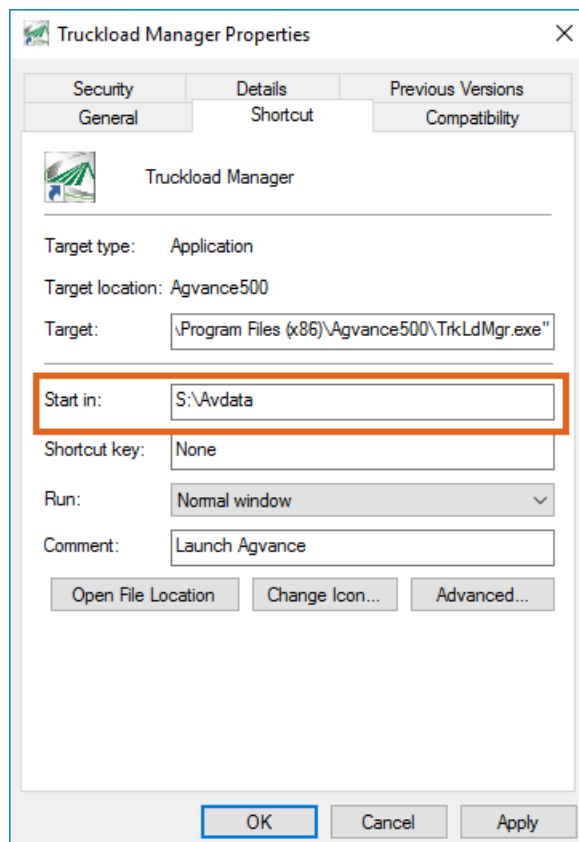 Truckload Manager Properties
Security Details Previous Versions
General Shortcut Compatibility
Truckload Manager
Target type: Application
Target location: Agvance500
Target: \Program Files (x86)\Agvance500\TrkLdMgr.exe"
Start in: S:\Avdata
Shortcut key: None
Run: Normal window
Comment: Launch Agvance
Open File Location Change Icon... Advanced...
OK Cancel Apply